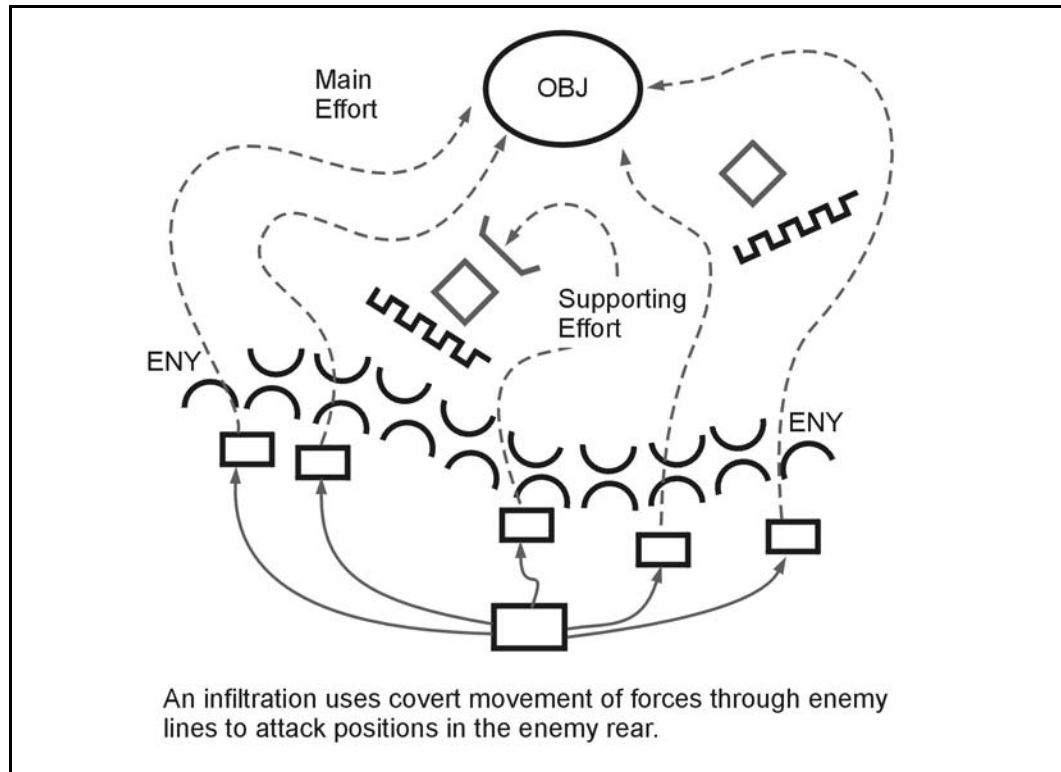 Main
Effort
OBJ
Supporting
Effort
ENY
ENY
An infiltration uses covert movement of forces through enemy
lines to attack positions in the enemy rear.